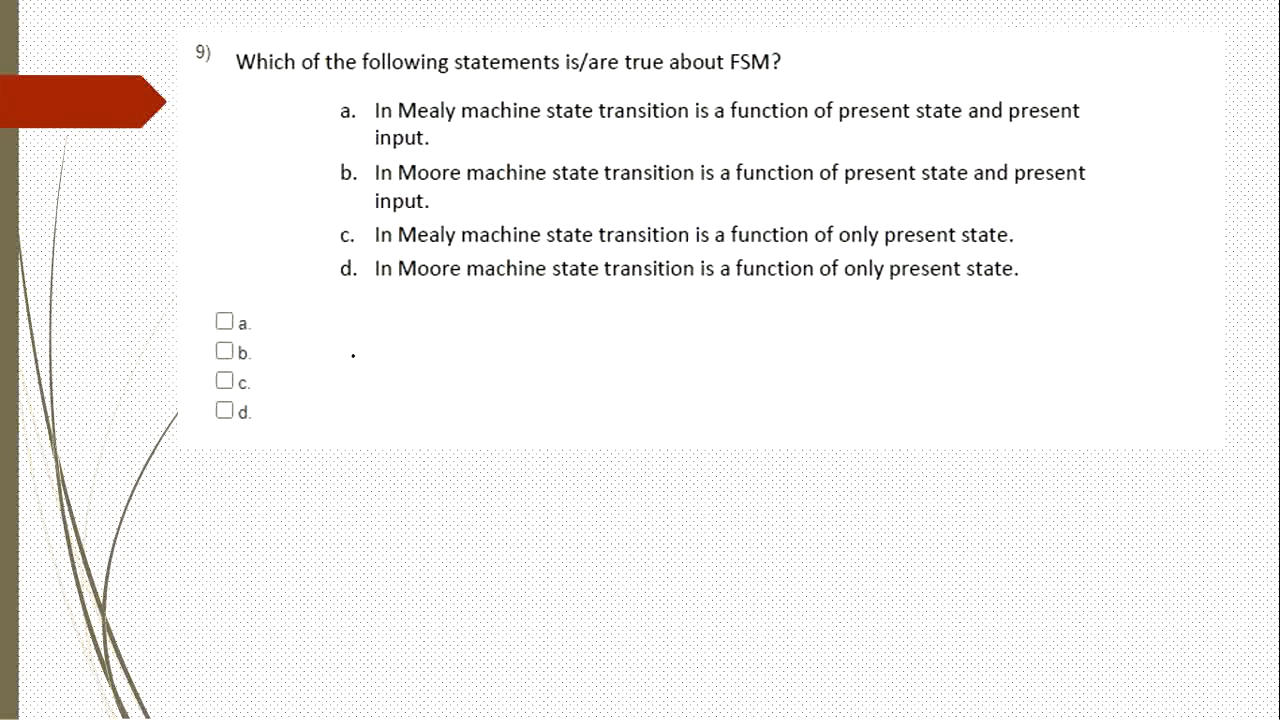 9) Which of the following statements is/are true about FSM?
a. In Mealy machine state transition is a function of present state and present
input.
b. In Moore machine state transition is a function of present state and present
input.
c. In Mealy machine state transition is a function of only present state.
d. In Moore machine state transition is a function of only present state.
a.
b.
c.
d.